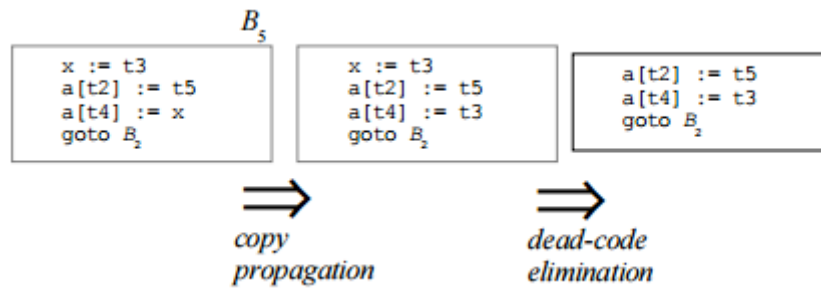 B5
x := t3
a[t2] := t5
a[t4] := x
goto B2
x := t3
a[t2] := t5
a[t4] := t3
goto B2
a[t2] := t5
a[t4] := t3
goto B2
⇒
copy
propagation
⇒
dead-code
elimination